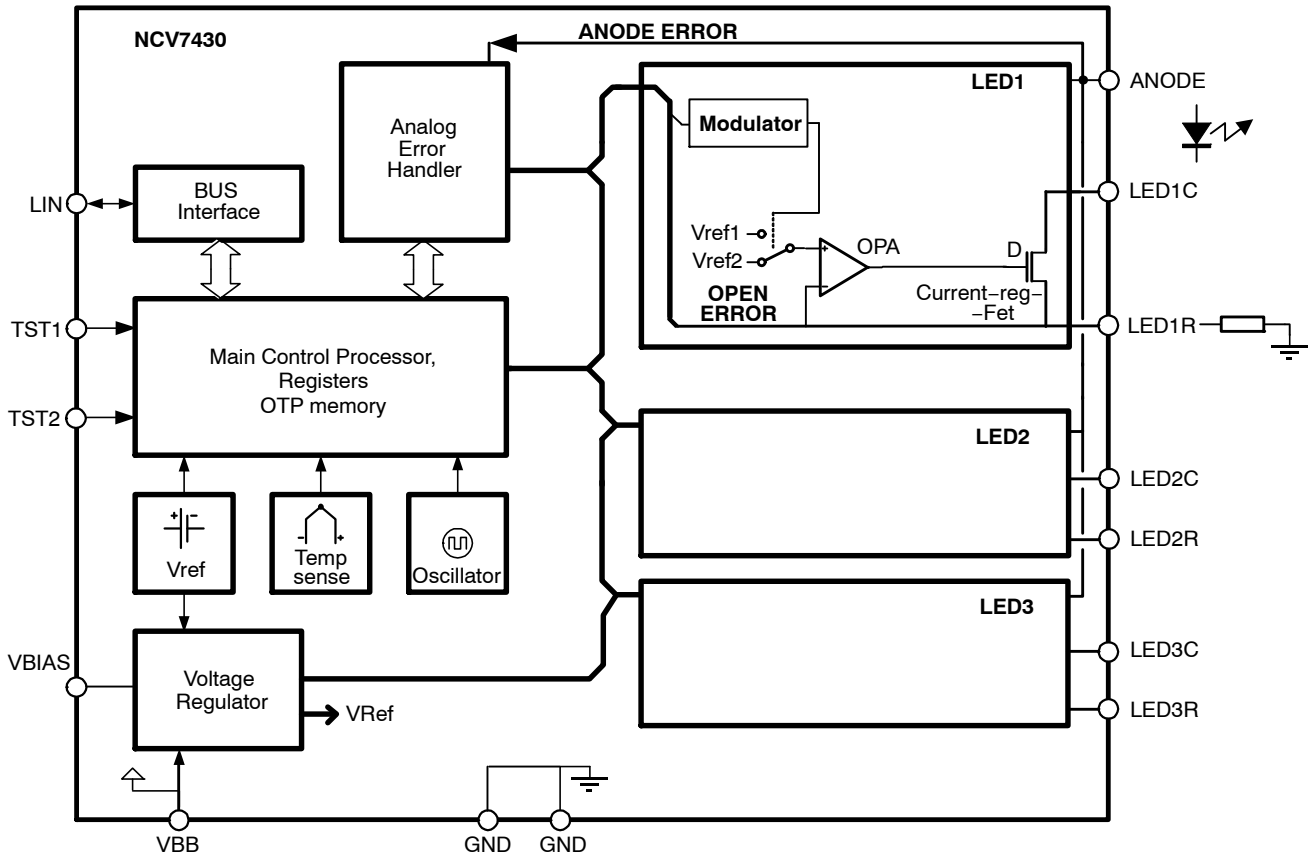 NCV7430
ANODE ERROR
LED1
ANODE
Analog
Error
Handler
Modulator
BUS
Interface
LIN
LED1C
Vref1
Vref2
+
−
OPA
D
OPEN
ERROR
Current−reg−
−Fet
LED1R
TST1
Main Control Processor,
Registers
OTP memory
TST2
LED2
LED2C
LED2R
+ -
Vref
- +
Temp
sense
Oscillator
LED3
LED3C
LED3R
VBIAS
Voltage
Regulator
VRef
VBB
GND
GND